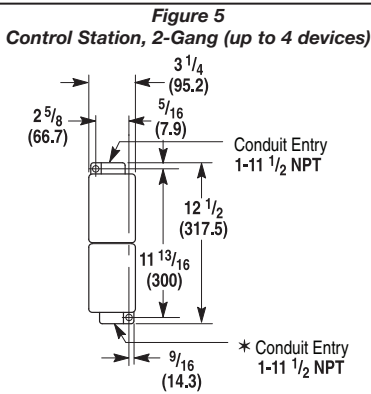 Figure 5
Control Station, 2-Gang (up to 4 devices)
3 1/4
(95.2)
2 5/8
(66.7)
5/16
(7.9)
Conduit Entry
1-11 1/2 NPT
12 1/2
(317.5)
11 13/16
(300)
9/16
(14.3)
✶ Conduit Entry
1-11 1/2 NPT